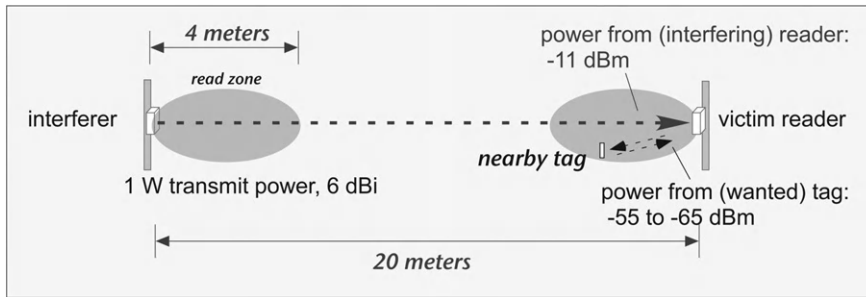 4 meters
read zone
power from (interfering) reader:
-11 dBm
interferer
victim reader
nearby tag
1 W transmit power, 6 dBi
power from (wanted) tag:
-55 to -65 dBm
20 meters